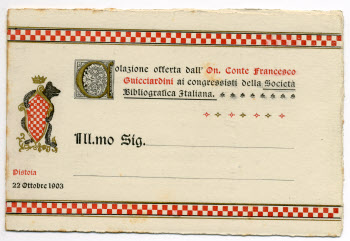 Colazione offerta dall' On. Conte Francesco
Guicciardini ai congressisti della Società
Bibliografica Italiana.
Ill.mo Sig.
Pistoia
22 Ottobre 1903